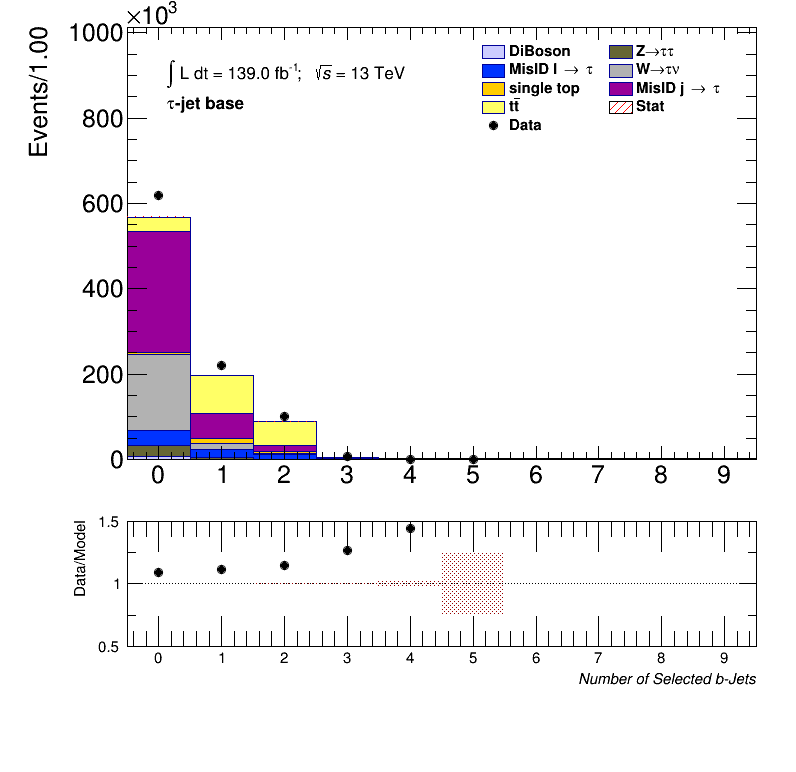 ×10³
Events/1.00
1000
800
600
400
200
0
∫ L dt = 139.0 fb⁻¹; √s = 13 TeV
τ-jet base
DiBoson Z→ττ
MisID l → τ W→τν
single top MisID j → τ
tt̄ Stat
Data
0 1 2 3 4 5 6 7 8 9
Data/Model
1.5
1
0.5
0 1 2 3 4 5 6 7 8 9
Number of Selected b-Jets